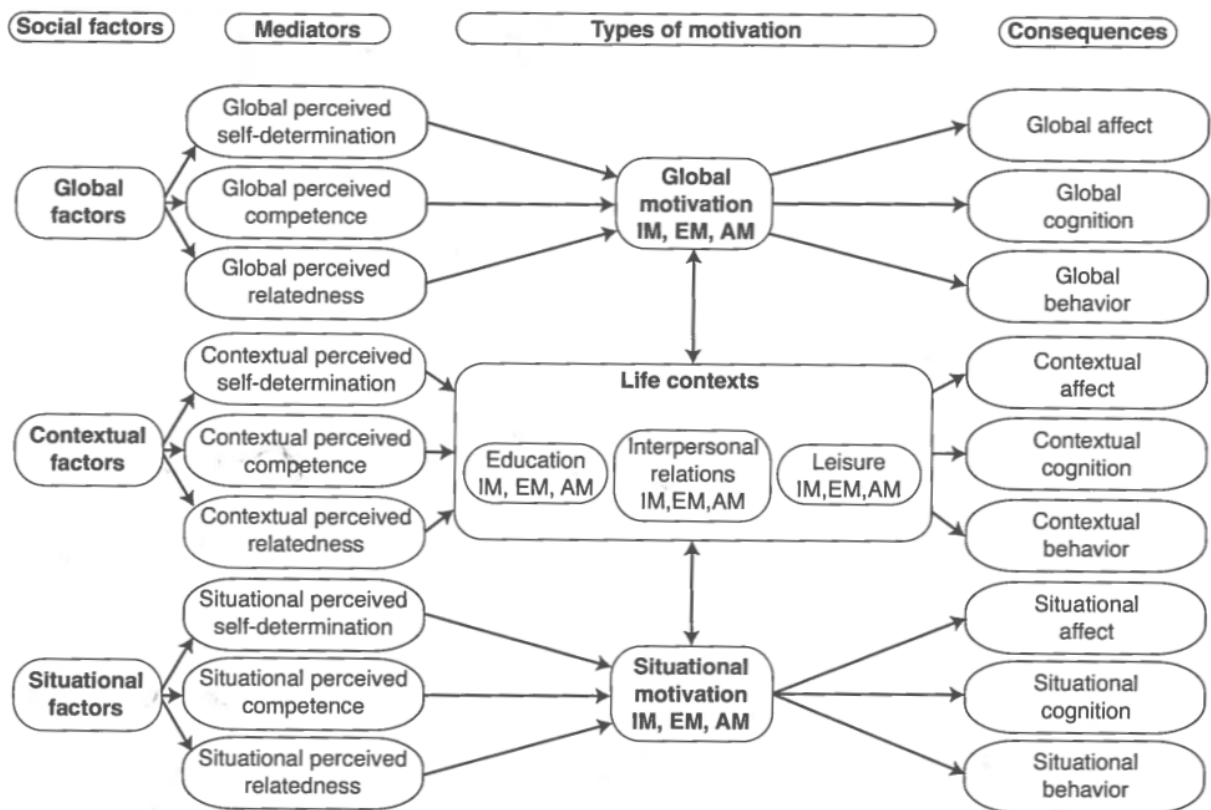 Social factors
Mediators
Types of motivation
Consequences
Global perceived
self-determination
Global affect
Global
factors
Global perceived
competence
Global
motivation
IM, EM, AM
Global
cognition
Global perceived
relatedness
Global
behavior
Contextual perceived
self-determination
Life contexts
Contextual
affect
Contextual
factors
Contextual perceived
competence
Education
IM, EM, AM
Interpersonal
relations
IM,EM,AM
Leisure
IM,EM,AM
Contextual
cognition
Contextual perceived
relatedness
Contextual
behavior
Situational perceived
self-determination
Situational
affect
Situational
factors
Situational perceived
competence
Situational
motivation
IM, EM, AM
Situational
cognition
Situational perceived
relatedness
Situational
behavior